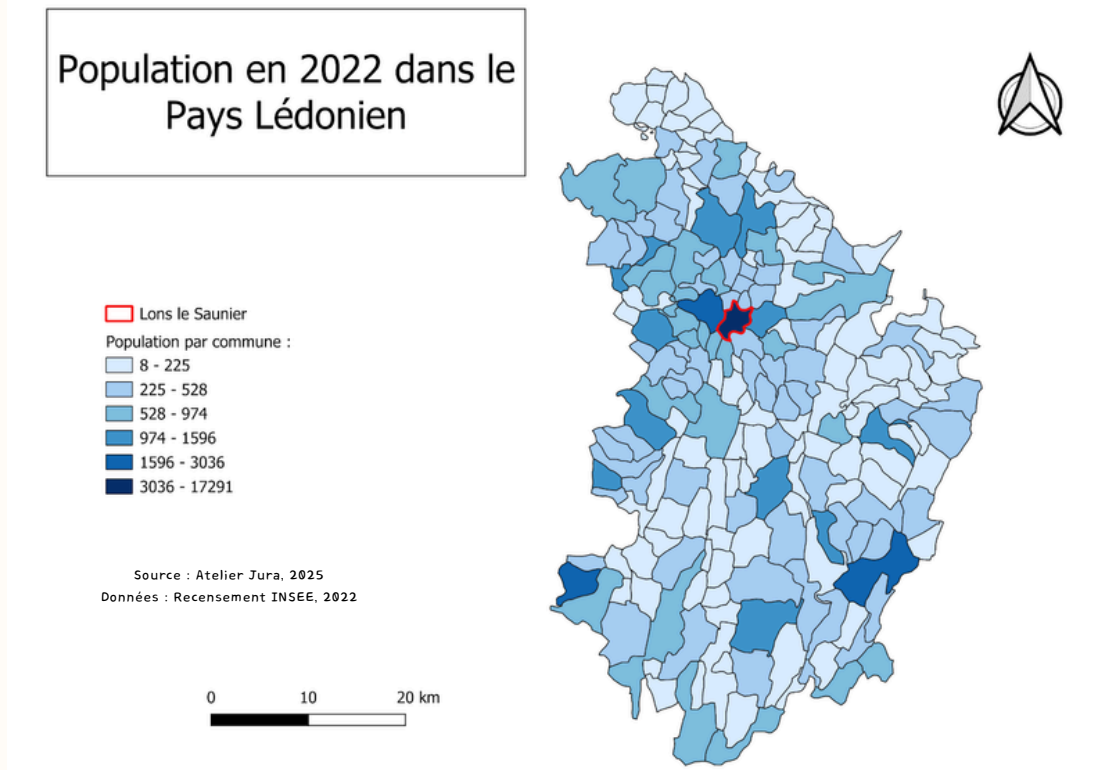 Population en 2022 dans le
Pays Lédonien
Lons le Saunier
Population par commune :
8 - 225
225 - 528
528 - 974
974 - 1596
1596 - 3036
3036 - 17291
Source : Atelier Jura, 2025
Données : Recensement INSEE, 2022
0 10 20 km